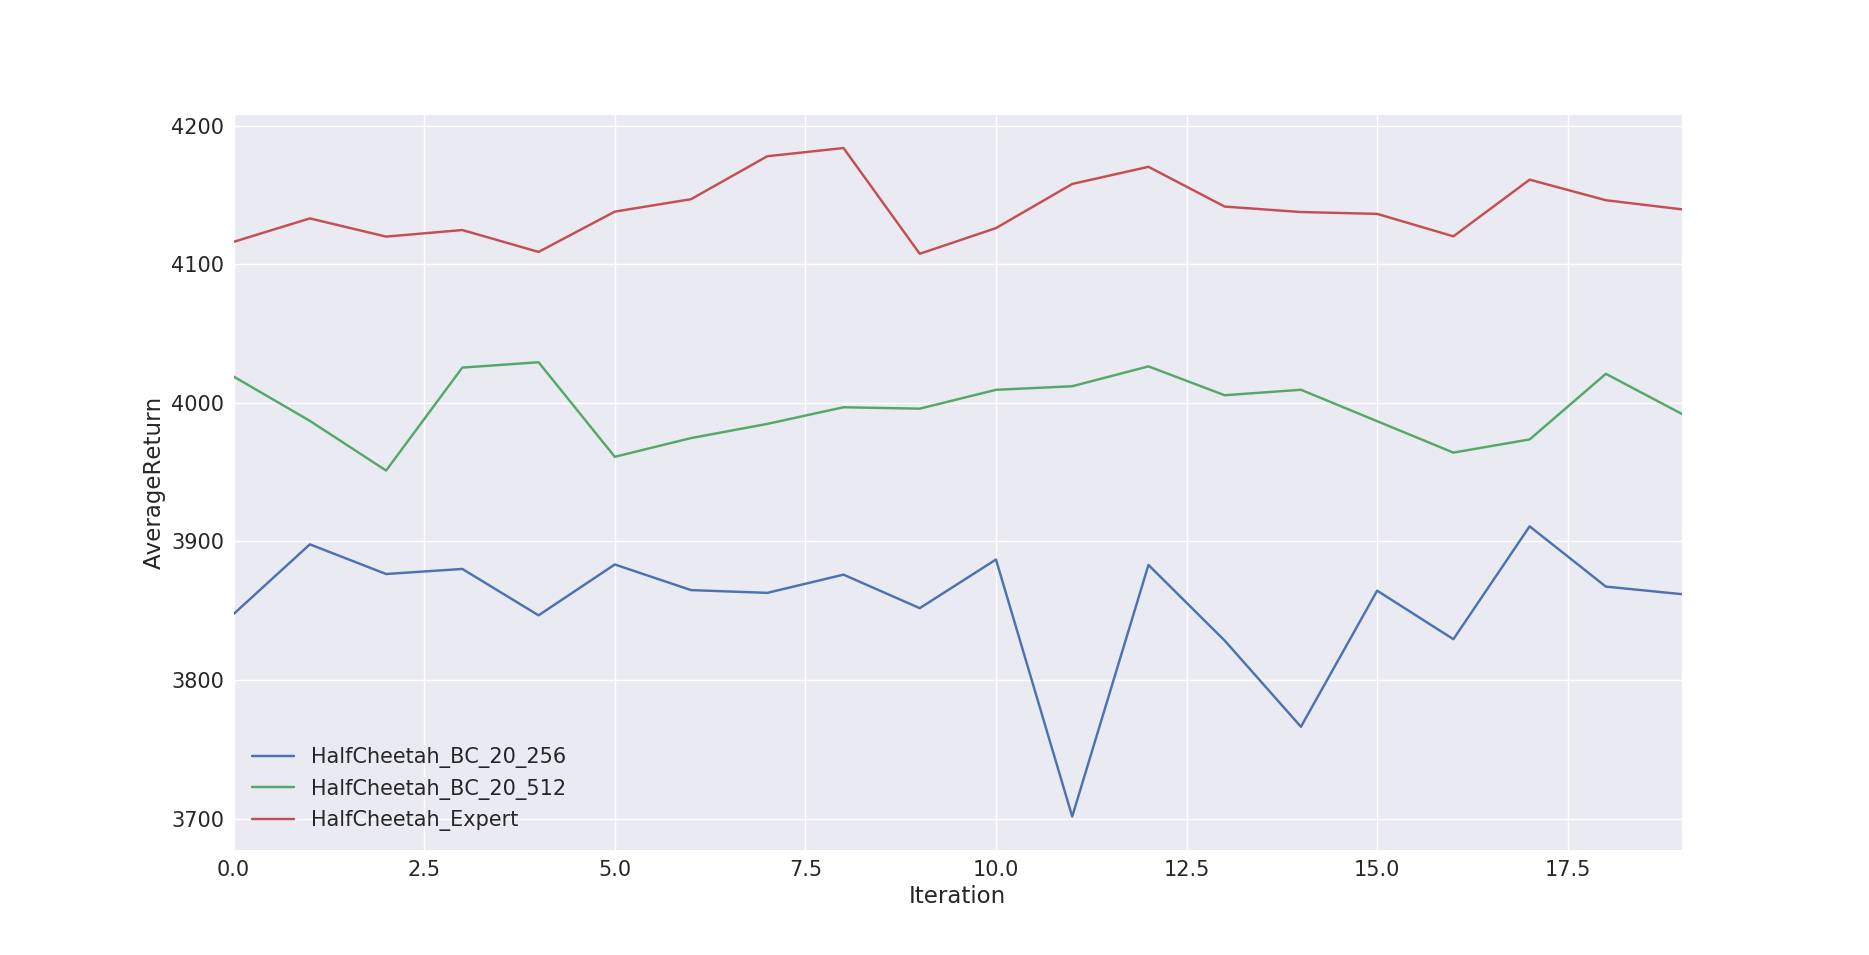 4200
4100
4000
3900
3800
3700
AverageReturn
HalfCheetah_BC_20_256
HalfCheetah_BC_20_512
HalfCheetah_Expert
0.0 2.5 5.0 7.5 10.0 12.5 15.0 17.5
Iteration